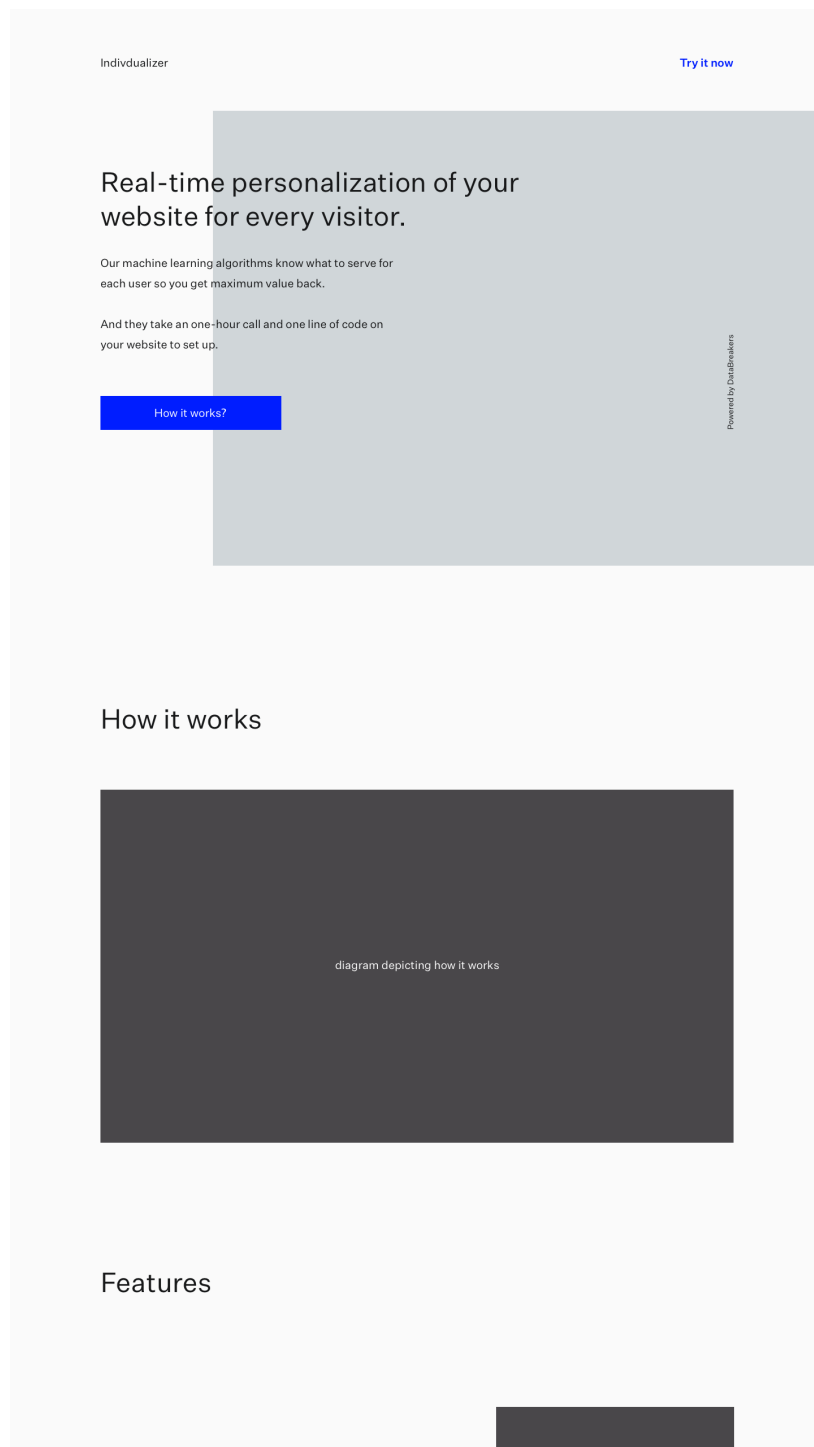 Indivdualizer
Try it now
Real-time personalization of your
website for every visitor.
Our machine learning algorithms know what to serve for
each user so you get maximum value back.
And they take an one-hour call and one line of code on
your website to set up.
Powered by DataBreakers
How it works?
How it works
diagram depicting how it works
Features